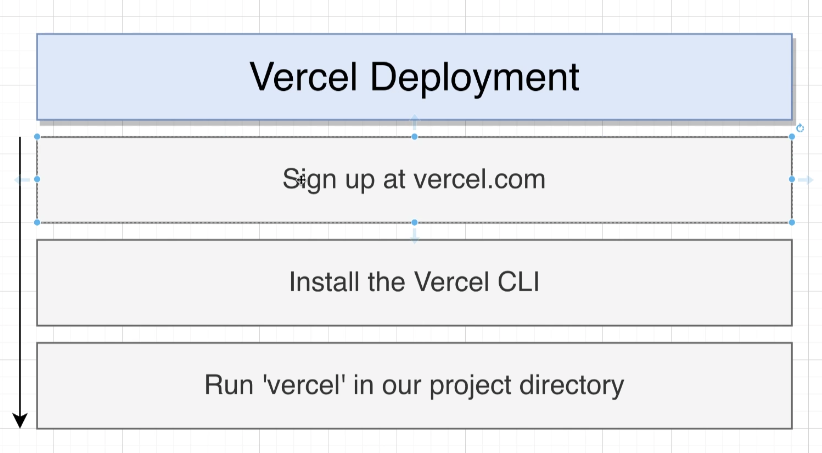 Vercel Deployment
Sign up at vercel.com
Install the Vercel CLI
Run 'vercel' in our project directory